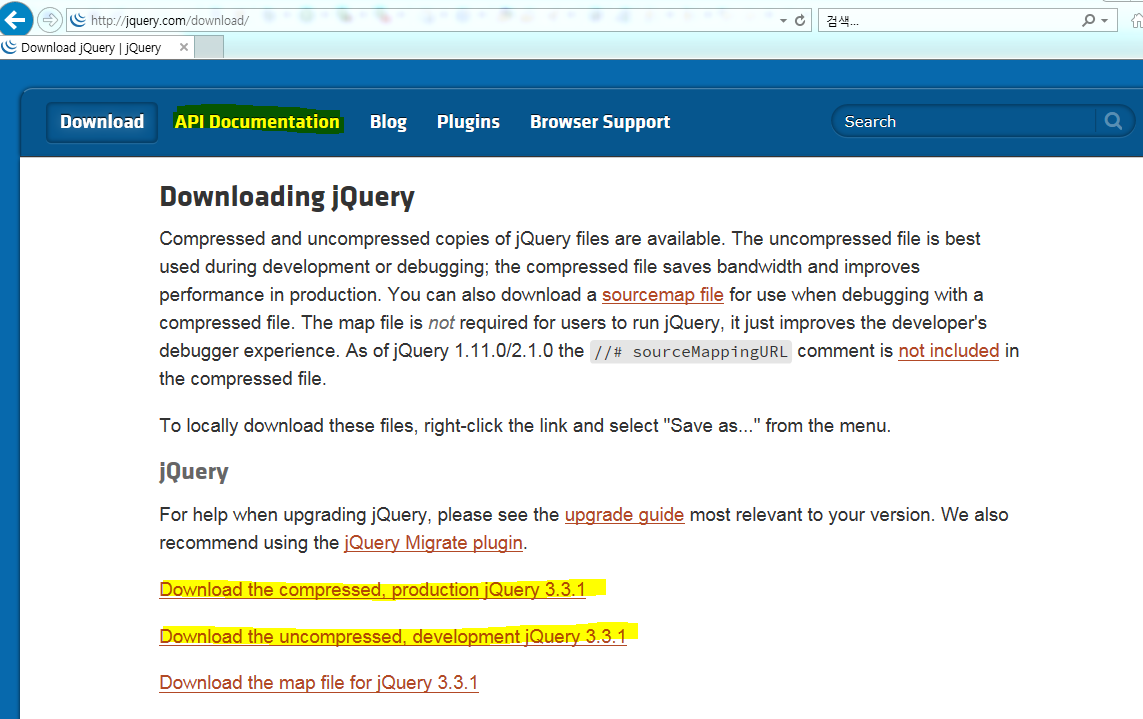 http://jquery.com/download/
검색...
Download jQuery | jQuery
Download API Documentation Blog Plugins Browser Support Search
Downloading jQuery
Compressed and uncompressed copies of jQuery files are available. The uncompressed file is best
used during development or debugging; the compressed file saves bandwidth and improves
performance in production. You can also download a sourcemap file for use when debugging with a
compressed file. The map file is not required for users to run jQuery, it just improves the developer's
debugger experience. As of jQuery 1.11.0/2.1.0 the //# sourceMappingURL comment is not included in
the compressed file.
To locally download these files, right-click the link and select "Save as..." from the menu.
jQuery
For help when upgrading jQuery, please see the upgrade guide most relevant to your version. We also
recommend using the jQuery Migrate plugin.
Download the compressed, production jQuery 3.3.1
Download the uncompressed, development jQuery 3.3.1
Download the map file for jQuery 3.3.1